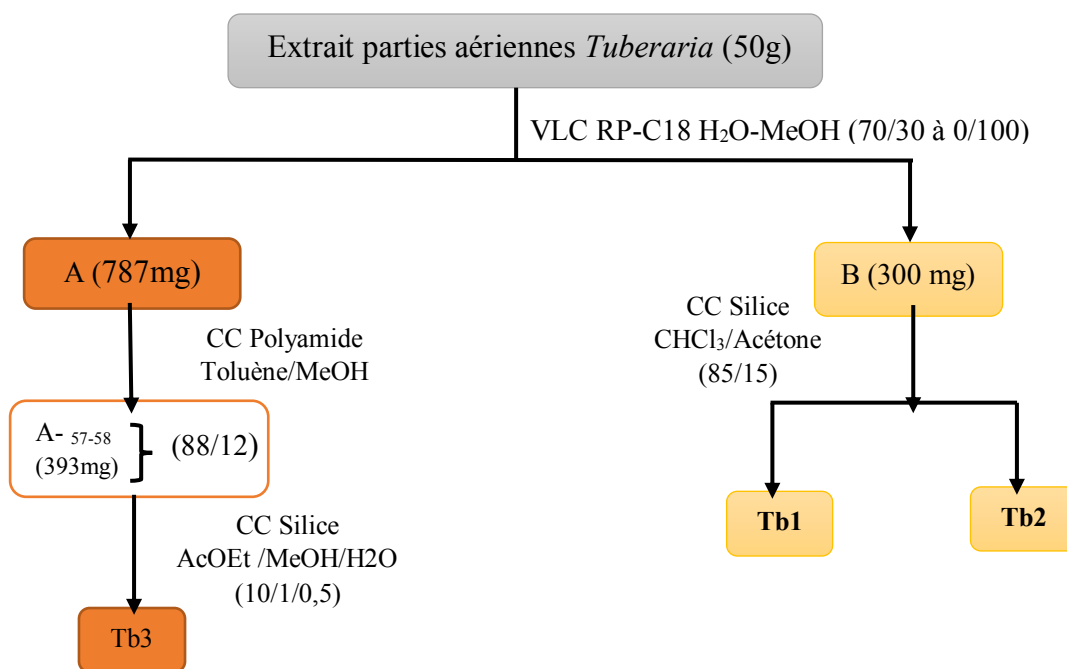 Extrait parties aériennes Tuberaria (50g)
VLC RP-C18 H₂O-MeOH (70/30 à 0/100)
A (787mg)
B (300 mg)
CC Polyamide
Toluène/MeOH
CC Silice
CHCl₃/Acétone
(85/15)
A- 57-58
(393mg)
(88/12)
Tb1
Tb2
CC Silice
AcOEt /MeOH/H2O
(10/1/0,5)
Tb3